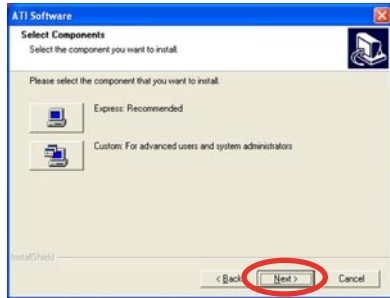 ATI Software
Select Components
Select the component you want to install.
Please select the component that you want to install.
Express: Recommended
Custom: For advanced users and system administrators
InstallShield
< Back Next > Cancel